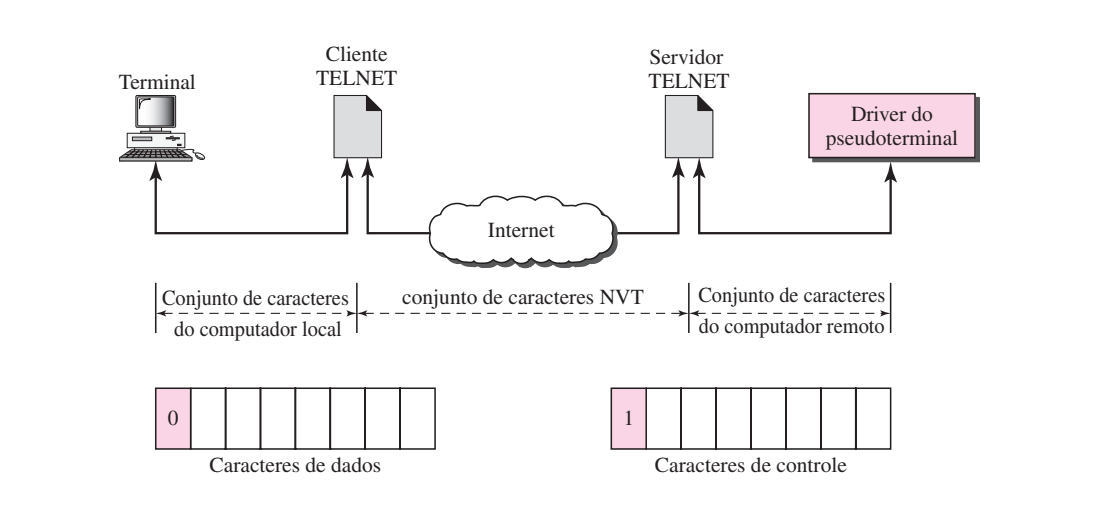 Terminal
Cliente
TELNET
Servidor
TELNET
Driver do
pseudoterminal
Internet
Conjunto de caracteres
do computador local
conjunto de caracteres NVT
Conjunto de caracteres
do computador remoto
0
Caracteres de dados
1
Caracteres de controle